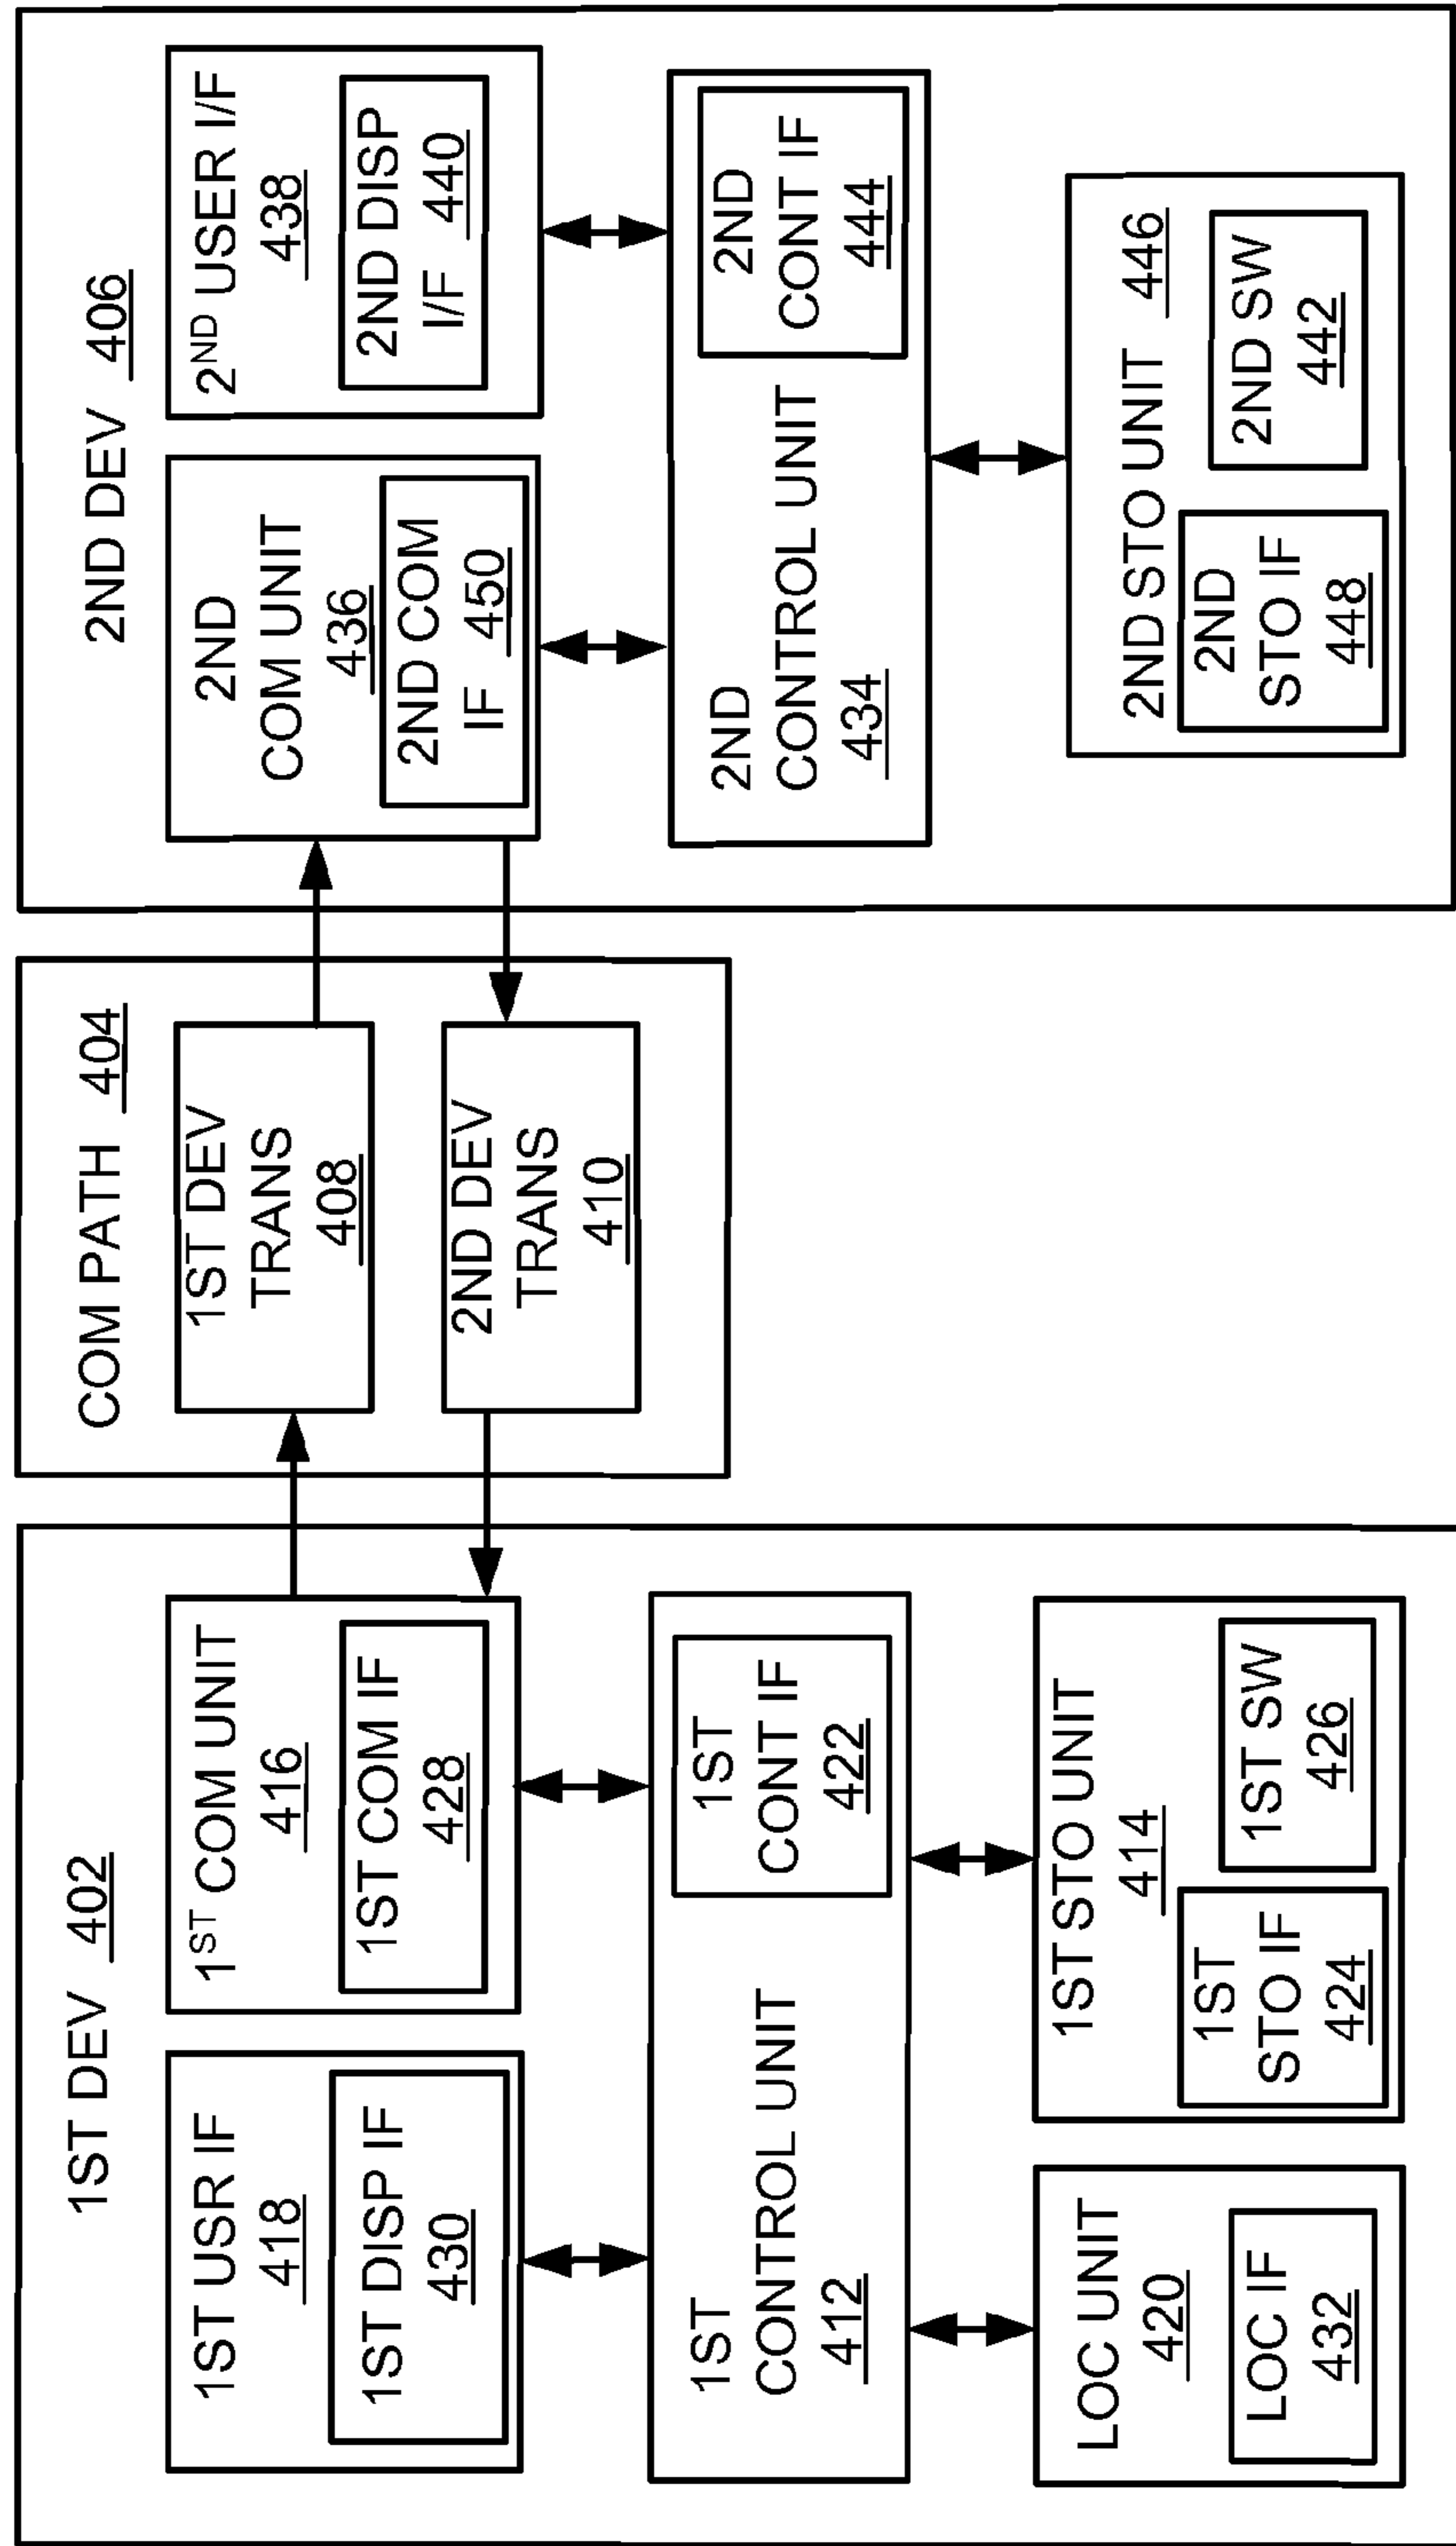 1ST DEV 402
1ST USR IF
418
1ST DISP IF
430
1ST COM UNIT
416
1ST COM IF
428
1ST
CONTROL UNIT
412
1ST
CONT IF
422
LOC UNIT
420
LOC IF
432
1ST STO UNIT
414
1ST
STO IF
424
1ST SW
426
COM PATH 404
1ST DEV
TRANS
408
2ND DEV
TRANS
410
2ND DEV 406
2ND
COM UNIT
436
2ND COM
IF 450
2ND USER I/F
438
2ND DISP
I/F 440
2ND
CONTROL UNIT
434
2ND
CONT IF
444
2ND STO UNIT 446
2ND
STO IF
448
2ND SW
442